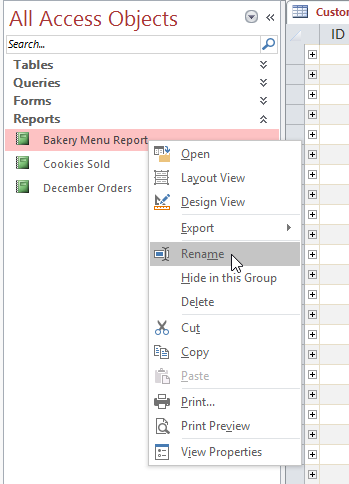 All Access Objects
Search...
Tables
Queries
Forms
Reports
Bakery Menu Report
Cookies Sold
December Orders
Open
Layout View
Design View
Export
Rename
Hide in this Group
Delete
Cut
Copy
Paste
Print...
Print Preview
View Properties
Custo
ID